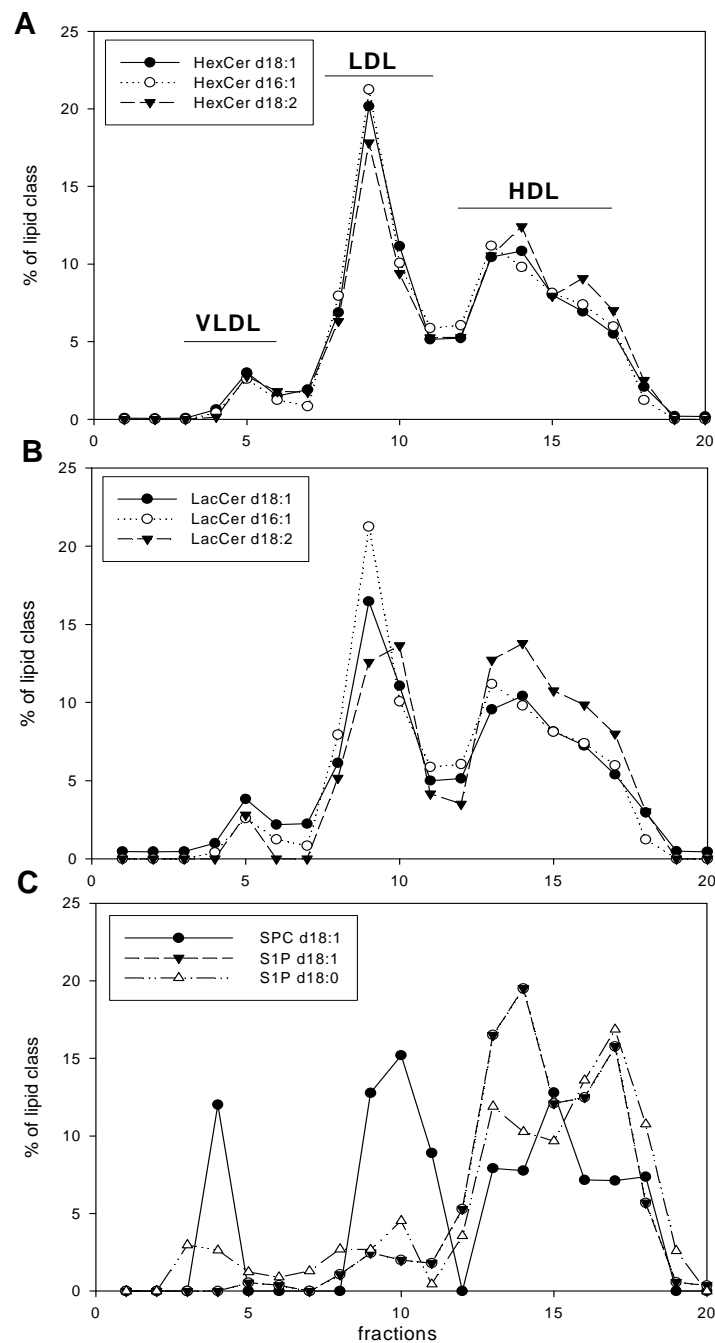 A
25
20
15
10
5
0
% of lipid class
HexCer d18:1
HexCer d16:1
HexCer d18:2
VLDL
LDL
HDL
0 5 10 15 20
B
25
20
15
10
5
0
% of lipid class
LacCer d18:1
LacCer d16:1
LacCer d18:2
0 5 10 15 20
C
25
20
15
10
5
0
% of lipid class
SPC d18:1
S1P d18:1
S1P d18:0
0 5 10 15 20
fractions